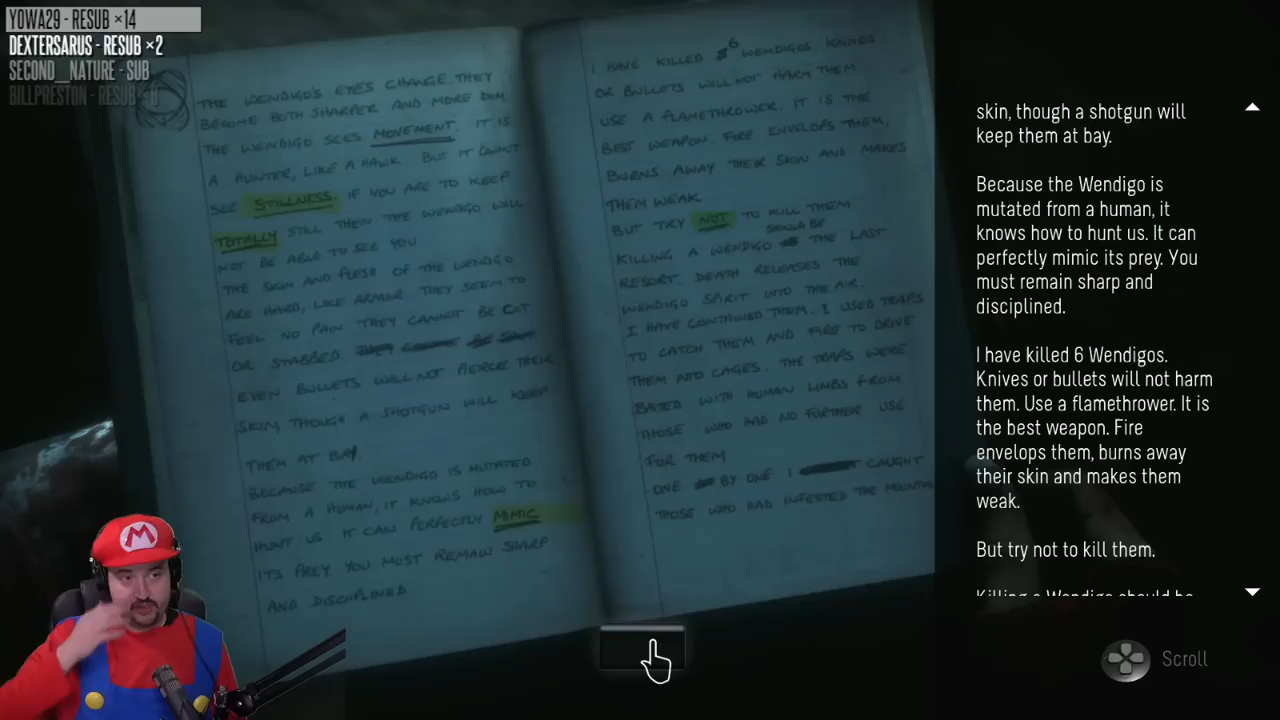 YOWA29 - RESUB ×14
DEXTERSARUS - RESUB ×2
SECOND__NATURE - SUB
BILLPRESTON - RESUB
THE WENDIGO'S EYES CHANGE. THEY
BECOME BOTH SHARPER AND MORE DIM
THE WENDIGO SEES MOVEMENT. IT IS
A HUNTER, LIKE A HAWK. BUT IT CANNOT
SEE STILLNESS. IF YOU ARE TO KEEP
TOTALLY STILL THEN THE WENDIGO WILL
NOT BE ABLE TO SEE YOU
THE SKIN AND FLESH OF THE WENDIGO
ARE HARD, LIKE ARMOR. THEY SEEM TO
FEEL NO PAIN THEY CANNOT BE CUT
OR STABBED.
EVEN BULLETS WILL NOT PIERCE THEIR
SKIN, THOUGH A SHOTGUN WILL KEEP
THEM AT BAY
BECAUSE THE WENDIGO IS MUTATED
FROM A HUMAN, IT KNOWS HOW TO
HUNT US IT CAN PERFECTLY MIMIC
ITS PREY YOU MUST REMAIN SHARP
AND DISCIPLINED.
I HAVE KILLED 6 WENDIGOS. KNIVES
OR BULLETS WILL NOT HARM THEM
USE A FLAMETHROWER. IT IS THE
BEST WEAPON. FIRE ENVELOPS THEM,
BURNS AWAY THEIR SKIN AND MAKES
THEM WEAK.
BUT TRY NOT TO KILL THEM
KILLING A WENDIGO SHOULD BE THE LAST
RESORT. DEATH RELEASES THE
WENDIGO SPIRIT INTO THE AIR.
I HAVE CONTAINED THEM. I USED TRAPS
TO CATCH THEM AND FIRE TO DRIVE
THEM INTO CAGES. THE TRAPS WERE
BAITED WITH HUMAN LIMBS FROM
THOSE WHO HAD NO FURTHER USE
FOR THEM
ONE BY ONE I CAUGHT
THOSE WHO HAD INFESTED THE MOUNTAIN
skin, though a shotgun will
keep them at bay.
Because the Wendigo is
mutated from a human, it
knows how to hunt us. It can
perfectly mimic its prey. You
must remain sharp and
disciplined.
I have killed 6 Wendigos.
Knives or bullets will not harm
them. Use a flamethrower. It is
the best weapon. Fire
envelops them, burns away
their skin and makes them
weak.
But try not to kill them.
Killing a Wendigo should be
Scroll
M